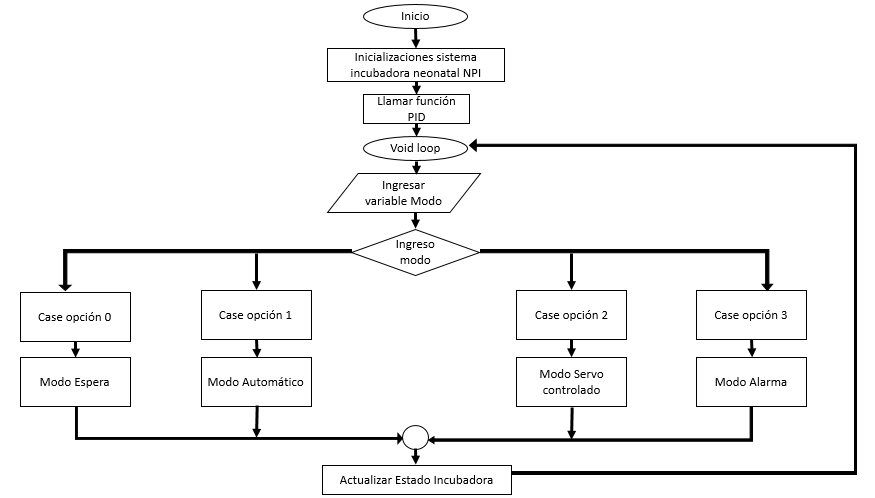 Inicio
Inicializaciones sistema
incubadora neonatal NPI
Llamar función
PID
Void loop
Ingresar
variable Modo
Ingreso
modo
Case opción 0
Case opción 1
Case opción 2
Case opción 3
Modo Espera
Modo Automático
Modo Servo
controlado
Modo Alarma
Actualizar Estado Incubadora